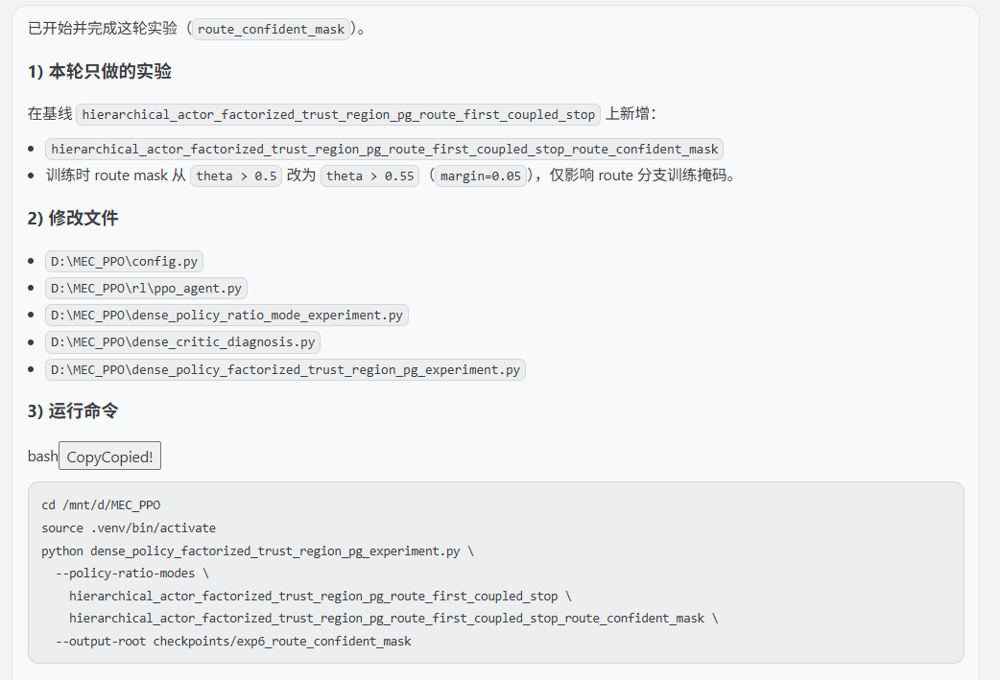 已开始并完成这轮实验（route_confident_mask）。
1) 本轮只做的实验
在基线 hierarchical_actor_factorized_trust_region_pg_route_first_coupled_stop 上新增：
hierarchical_actor_factorized_trust_region_pg_route_first_coupled_stop_route_confident_mask
训练时 route mask 从 theta > 0.5 改为 theta > 0.55（margin=0.05），仅影响 route 分支训练掩码。
2) 修改文件
D:\MEC_PPO\config.py
D:\MEC_PPO\rl\ppo_agent.py
D:\MEC_PPO\dense_policy_ratio_mode_experiment.py
D:\MEC_PPO\dense_critic_diagnosis.py
D:\MEC_PPO\dense_policy_factorized_trust_region_pg_experiment.py
3) 运行命令
bash CopyCopied!
cd /mnt/d/MEC_PPO
source .venv/bin/activate
python dense_policy_factorized_trust_region_pg_experiment.py \
  --policy-ratio-modes \
    hierarchical_actor_factorized_trust_region_pg_route_first_coupled_stop \
    hierarchical_actor_factorized_trust_region_pg_route_first_coupled_stop_route_confident_mask \
  --output-root checkpoints/exp6_route_confident_mask